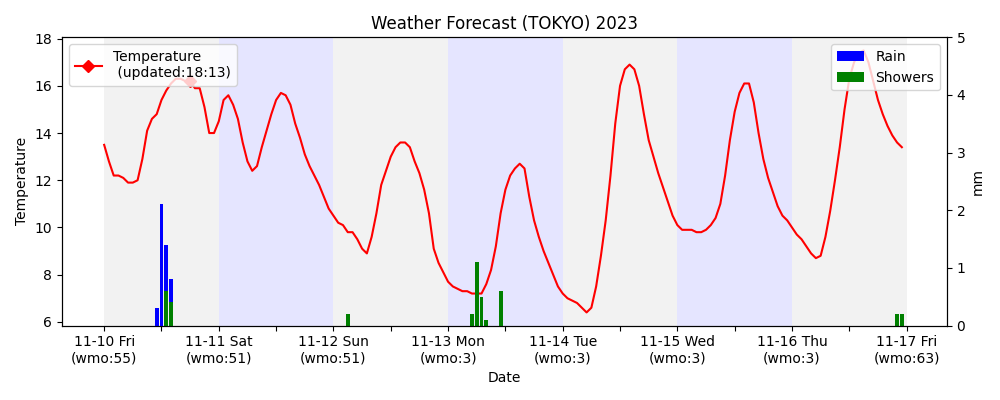 Weather Forecast (TOKYO) 2023
Temperature
(updated:18:13)
Rain
Showers
Temperature
18
16
14
12
10
8
6
5
4
3
2
1
0
mm
11-10 Fri
(wmo:55)
11-11 Sat
(wmo:51)
11-12 Sun
(wmo:51)
11-13 Mon
(wmo:3)
11-14 Tue
(wmo:3)
11-15 Wed
(wmo:3)
11-16 Thu
(wmo:3)
11-17 Fri
(wmo:63)
Date